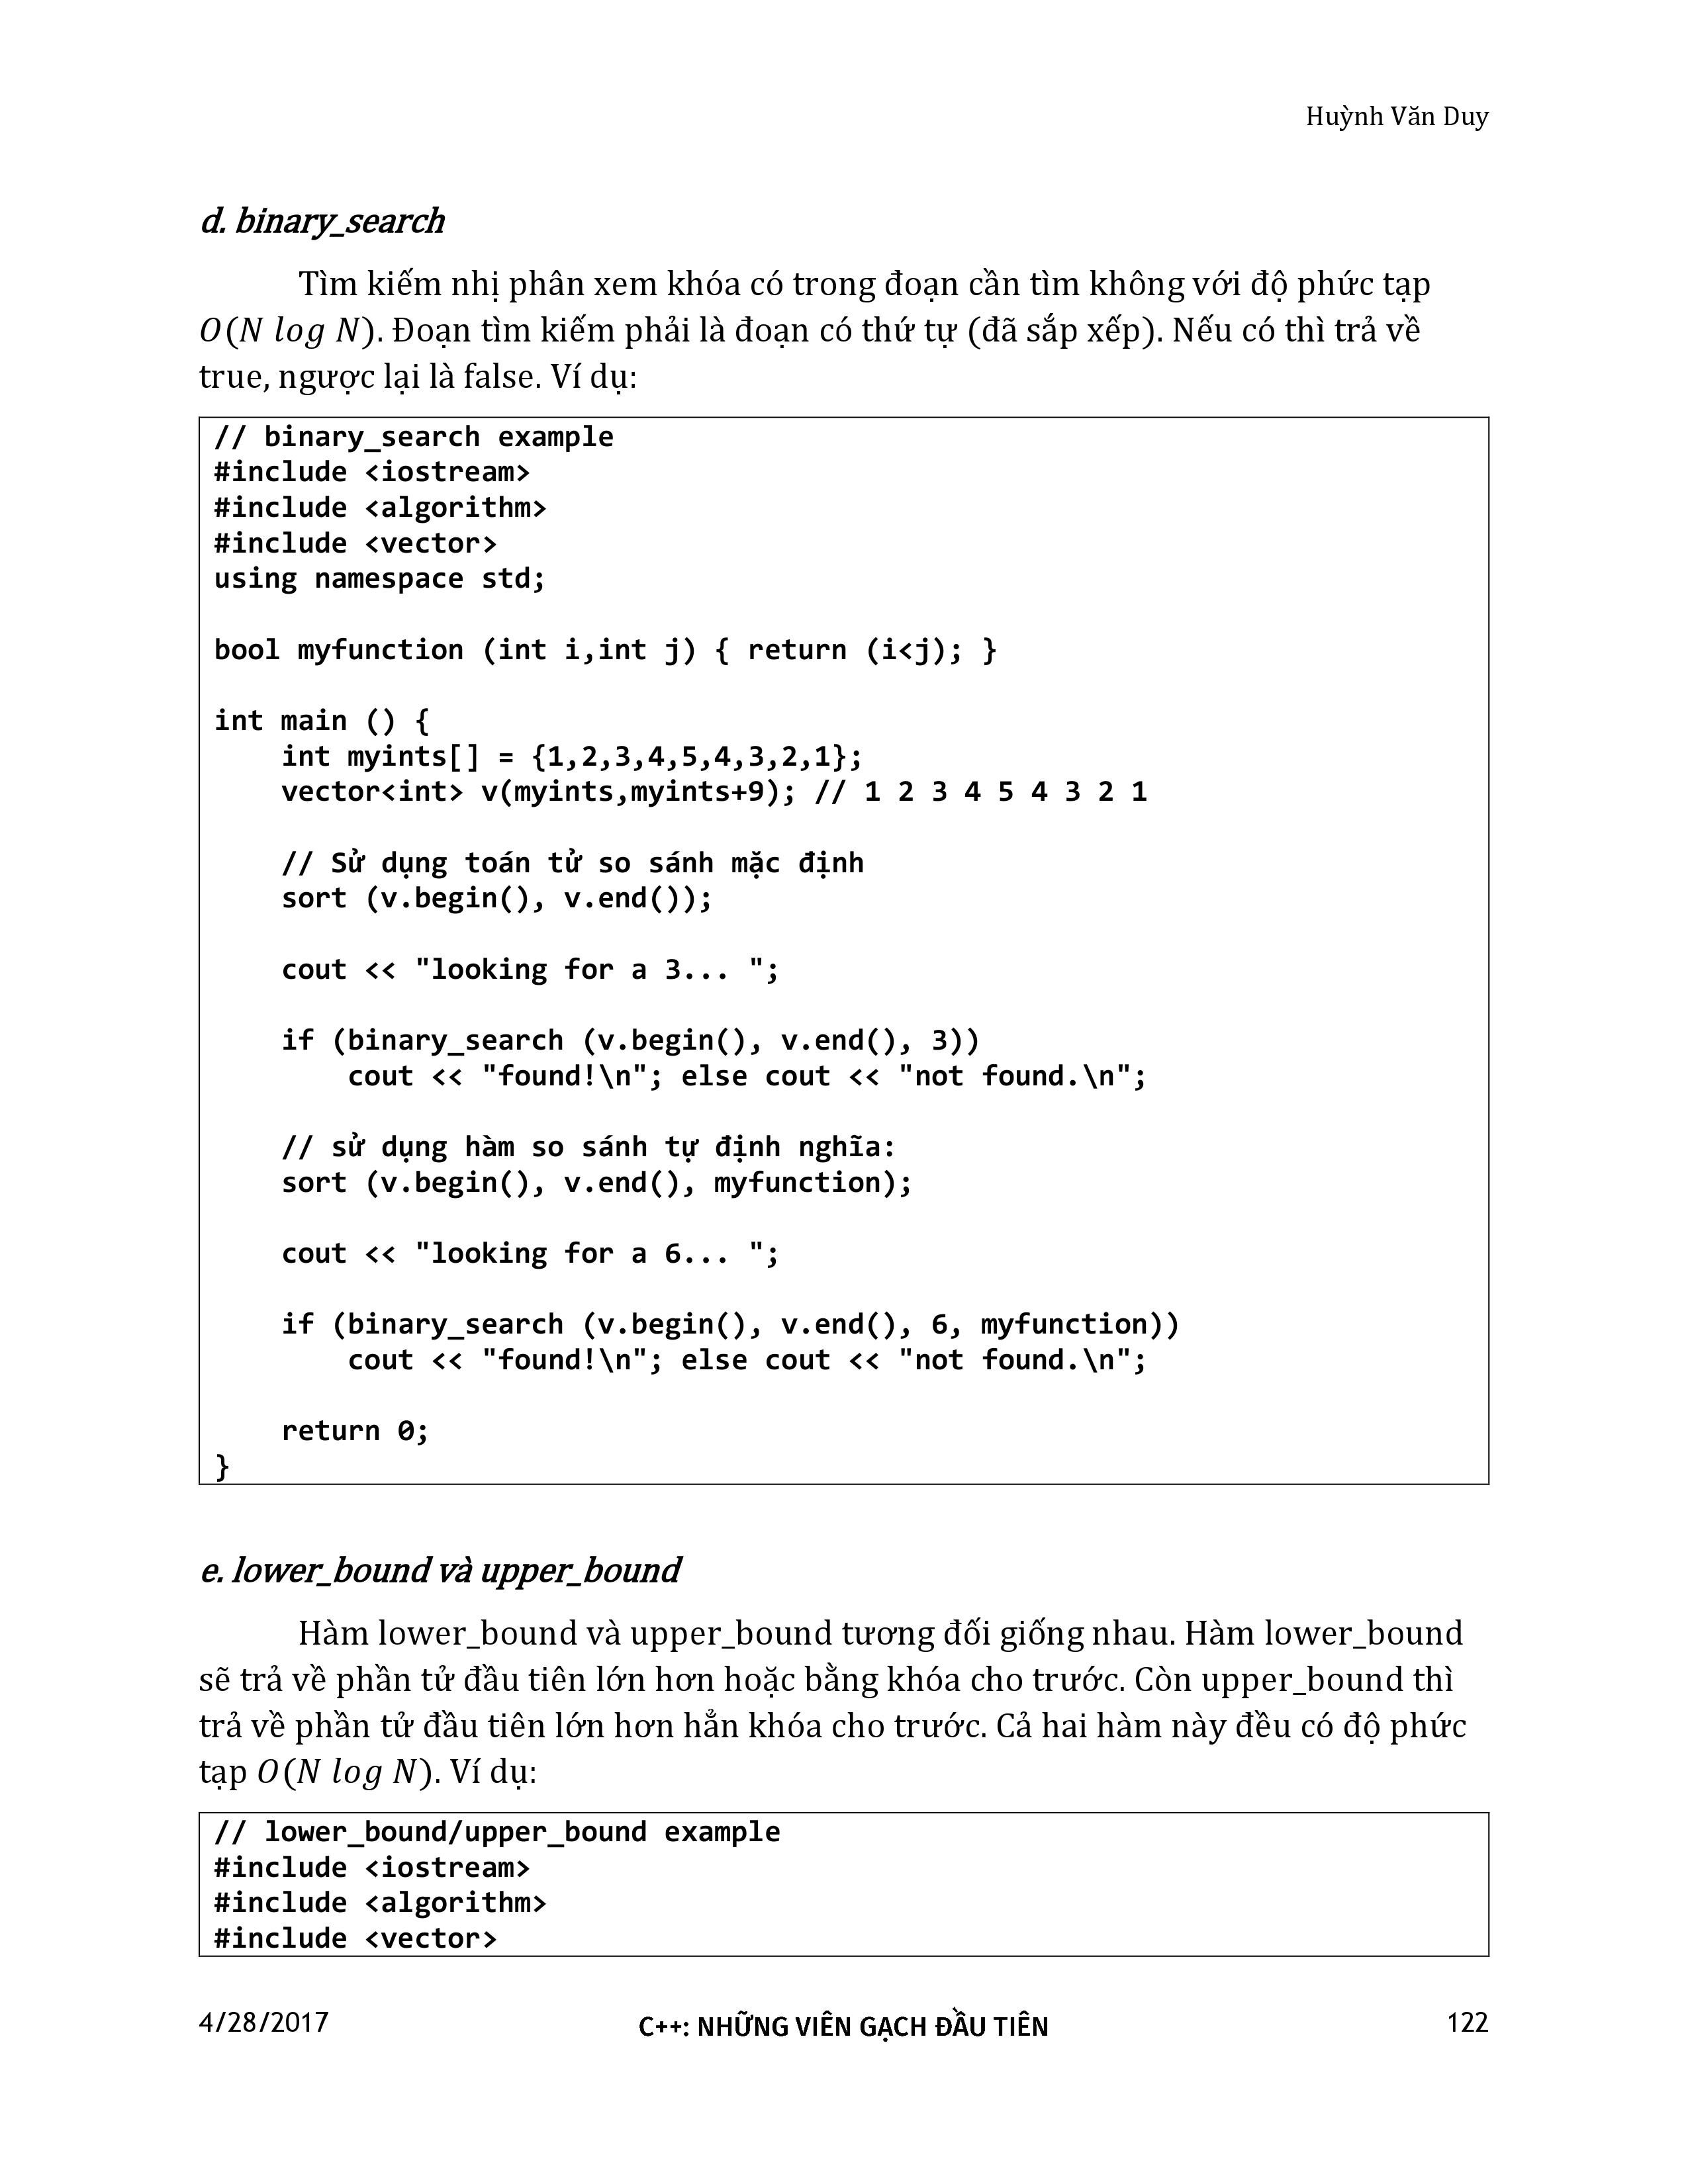 Huỳnh Văn Duy
d. binary_search
Tìm kiếm nhị phân xem khóa có trong đoạn cần tìm không với độ phức tạp
O(N log N). Đoạn tìm kiếm phải là đoạn có thứ tự (đã sắp xếp). Nếu có thì trả về
true, ngược lại là false. Ví dụ:
// binary_search example
#include <iostream>
#include <algorithm>
#include <vector>
using namespace std;
bool myfunction (int i,int j) { return (i<j); }
int main () {
    int myints[] = {1,2,3,4,5,4,3,2,1};
    vector<int> v(myints,myints+9); // 1 2 3 4 5 4 3 2 1
    // Sử dụng toán tử so sánh mặc định
    sort (v.begin(), v.end());
    cout << "looking for a 3... ";
    if (binary_search (v.begin(), v.end(), 3))
        cout << "found!\n"; else cout << "not found.\n";
    // sử dụng hàm so sánh tự định nghĩa:
    sort (v.begin(), v.end(), myfunction);
    cout << "looking for a 6... ";
    if (binary_search (v.begin(), v.end(), 6, myfunction))
        cout << "found!\n"; else cout << "not found.\n";
    return 0;
}
e. lower_bound và upper_bound
Hàm lower_bound và upper_bound tương đối giống nhau. Hàm lower_bound
sẽ trả về phần tử đầu tiên lớn hơn hoặc bằng khóa cho trước. Còn upper_bound thì
trả về phần tử đầu tiên lớn hơn hẳn khóa cho trước. Cả hai hàm này đều có độ phức
tạp O(N log N). Ví dụ:
// lower_bound/upper_bound example
#include <iostream>
#include <algorithm>
#include <vector>
4/28/2017 C++: NHỮNG VIÊN GẠCH ĐẦU TIÊN 122